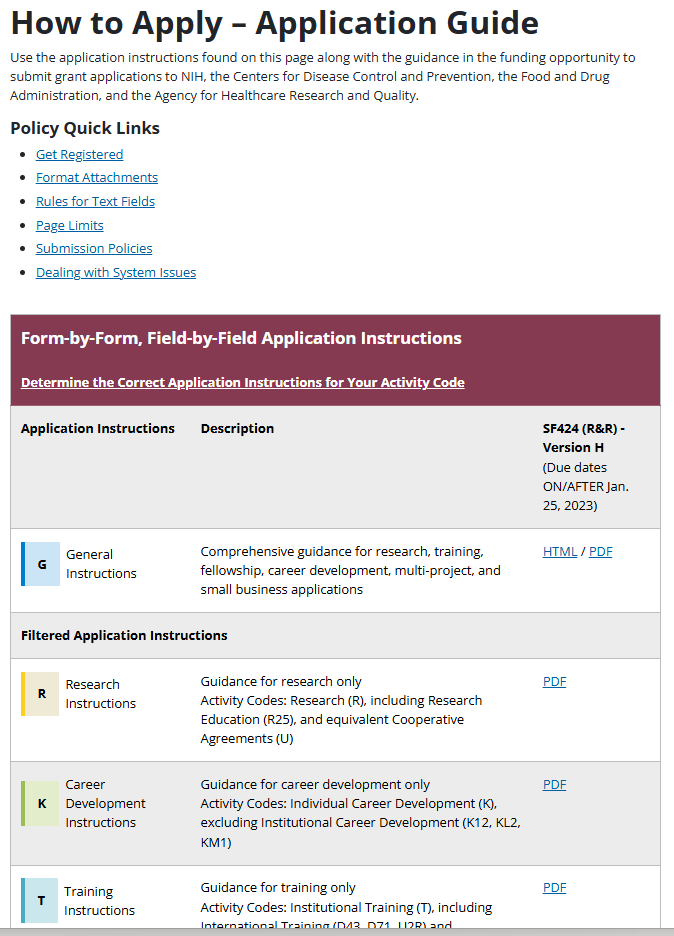 How to Apply – Application Guide
Use the application instructions found on this page along with the guidance in the funding opportunity to
submit grant applications to NIH, the Centers for Disease Control and Prevention, the Food and Drug
Administration, and the Agency for Healthcare Research and Quality.
Policy Quick Links
Get Registered
Format Attachments
Rules for Text Fields
Page Limits
Submission Policies
Dealing with System Issues
Form-by-Form, Field-by-Field Application Instructions
Determine the Correct Application Instructions for Your Activity Code
Application Instructions
Description
SF424 (R&R) -
Version H
(Due dates
ON/AFTER Jan.
25, 2023)
G
General
Instructions
Comprehensive guidance for research, training,
fellowship, career development, multi-project, and
small business applications
HTML / PDF
Filtered Application Instructions
R
Research
Instructions
Guidance for research only
Activity Codes: Research (R), including Research
Education (R25), and equivalent Cooperative
Agreements (U)
PDF
K
Career
Development
Instructions
Guidance for career development only
Activity Codes: Individual Career Development (K),
excluding Institutional Career Development (K12, KL2,
KM1)
PDF
T
Training
Instructions
Guidance for training only
Activity Codes: Institutional Training (T), including
International Training (D43, D71, U2R) and
PDF